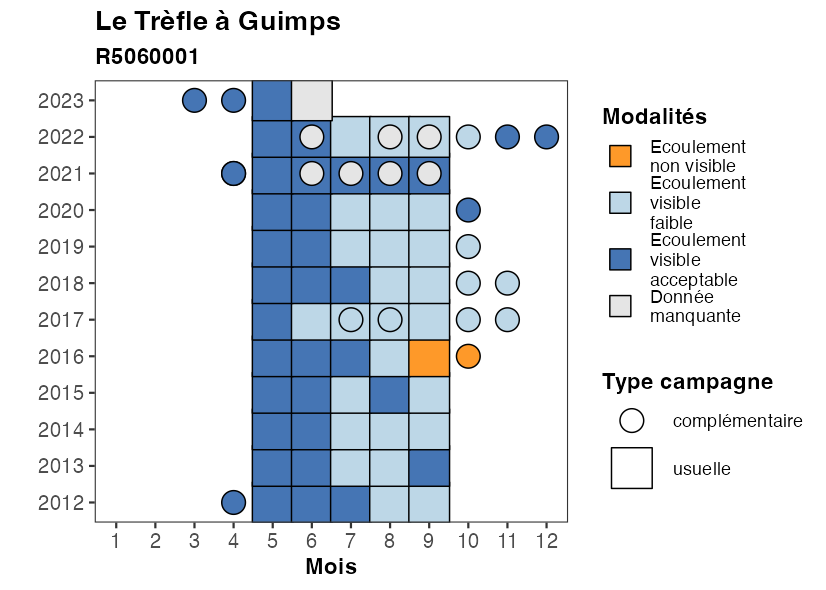 Le Trèfle à Guimps
R5060001
2023
2022
2021
2020
2019
2018
2017
2016
2015
2014
2013
2012
1 2 3 4 5 6 7 8 9 10 11 12
Mois
Modalités
Ecoulement
non visible
Ecoulement
visible
faible
Ecoulement
visible
acceptable
Donnée
manquante
Type campagne
complémentaire
usuelle